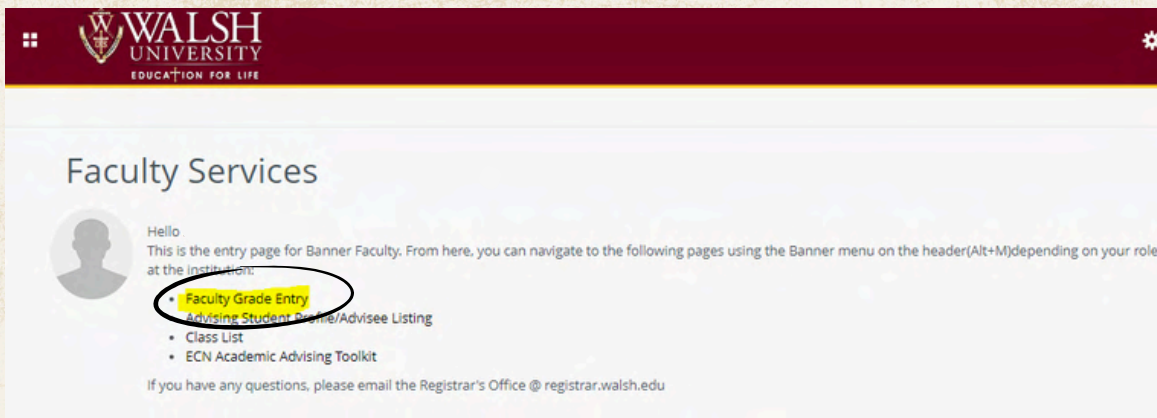 WALSH
UNIVERSITY
EDUCATION FOR LIFE
Faculty Services
Hello
This is the entry page for Banner Faculty. From here, you can navigate to the following pages using the Banner menu on the header(Alt+M)depending on your role
at the institution:
• Faculty Grade Entry
• Advising Student Profile/Advisee Listing
• Class List
• ECN Academic Advising Toolkit
If you have any questions, please email the Registrar's Office @ registrar.walsh.edu